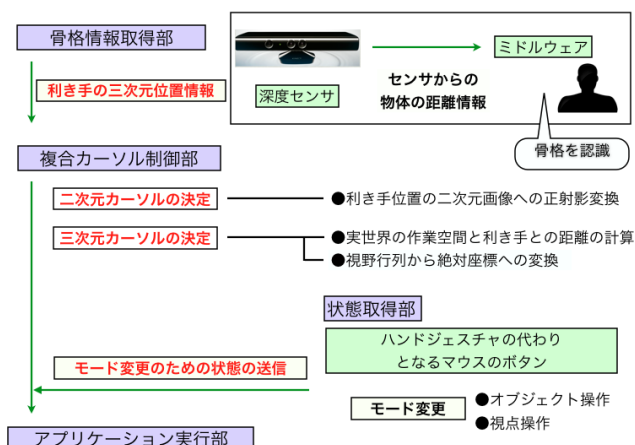 骨格情報取得部
ミドルウェア
利き手の三次元位置情報
深度センサ
センサからの
物体の距離情報
骨格を認識
複合カーソル制御部
二次元カーソルの決定
●利き手位置の二次元画像への正射影変換
三次元カーソルの決定
●実世界の作業空間と利き手との距離の計算
●視野行列から絶対座標への変換
状態取得部
ハンドジェスチャの代わり
となるマウスのボタン
モード変更のための状態の送信
モード変更
●オブジェクト操作
●視点操作
アプリケーション実行部